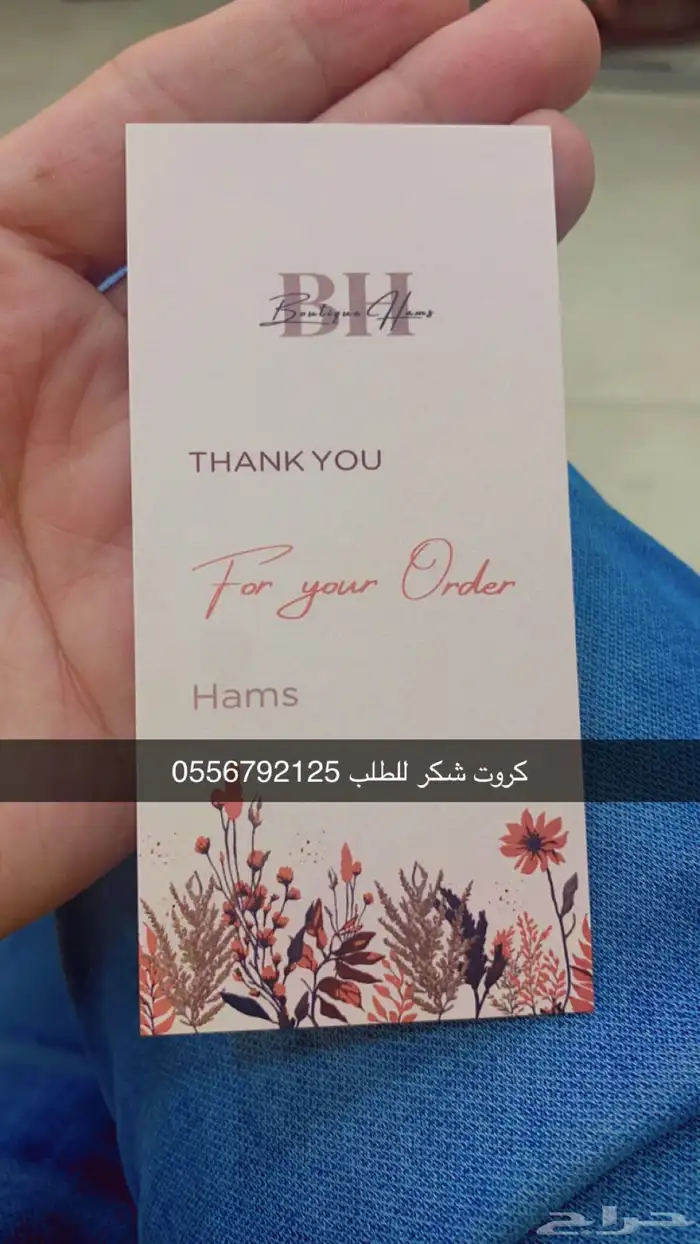 BH
Boutique Hams
THANK YOU
For your Order
Hams
كروت شكر للطلب 0556792125
حراج